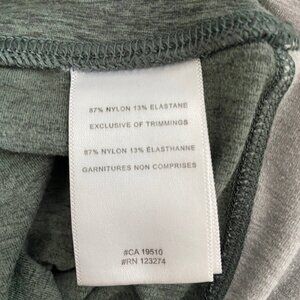 87% NYLON 13% ELASTANE
EXCLUSIVE OF TRIMMINGS
87% NYLON 13% ÉLASTHANNE
GARNITURES NON COMPRISES
#CA 19510
#RN 123274